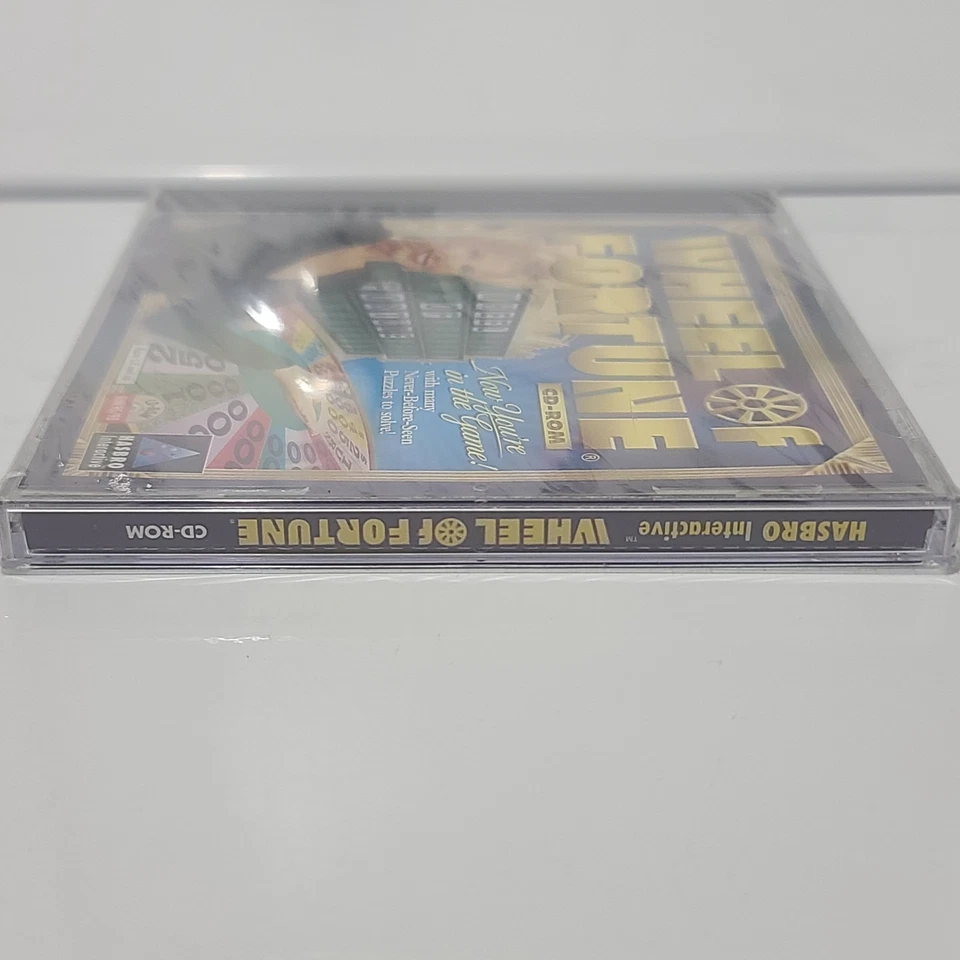 WHEEL OF
FORTUNE®
CD-ROM
Now You're
in the Game!
with many
Never-Before-Seen
Puzzles to solve!
HASBRO
Interactive
HASBRO Interactive™ WHEEL OF FORTUNE® CD-ROM